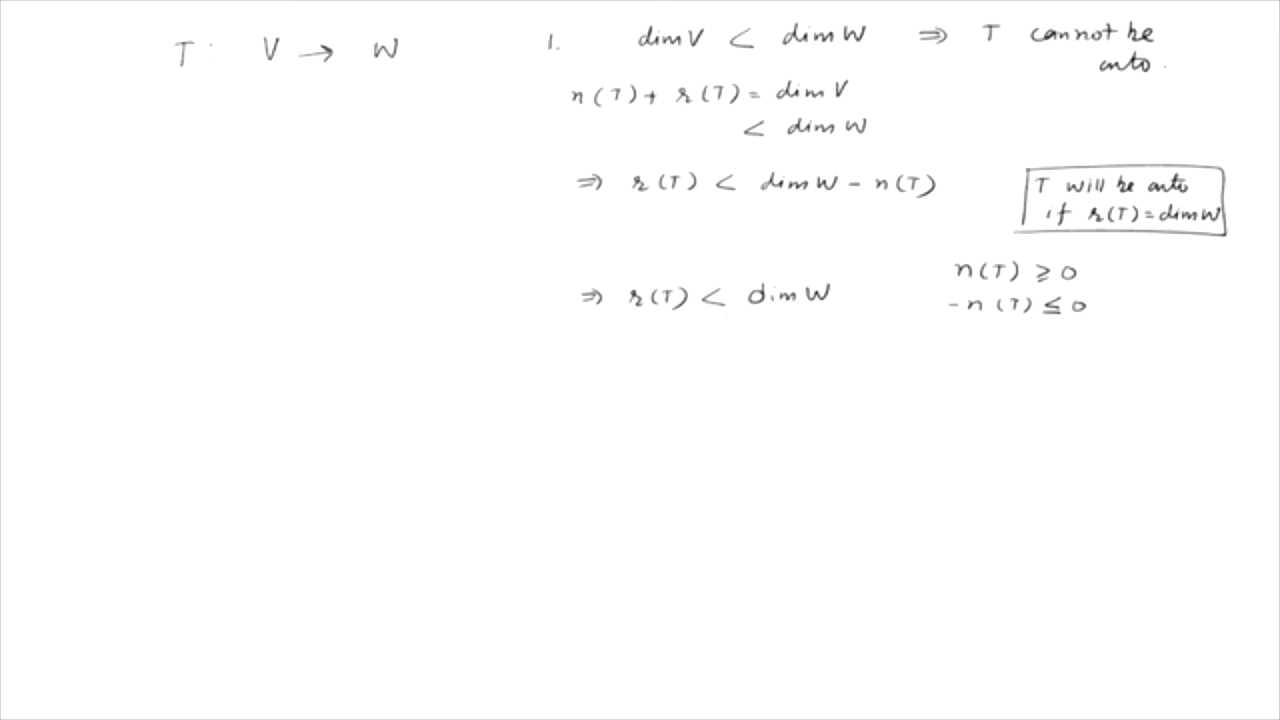 T : V → W
1. dim V < dim W ⇒ T cannot be
onto.
n(T) + r(T) = dim V
< dim W
⇒ r(T) < dim W - n(T)
T will be onto
if r(T) = dim W
n(T) ≥ 0
⇒ r(T) < dim W
-n(T) ≤ 0